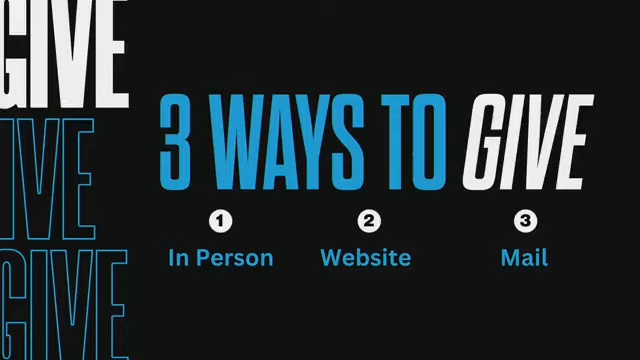 GIVE
IVE
GIVE
3 WAYS TO GIVE
1 2 3
In Person Website Mail